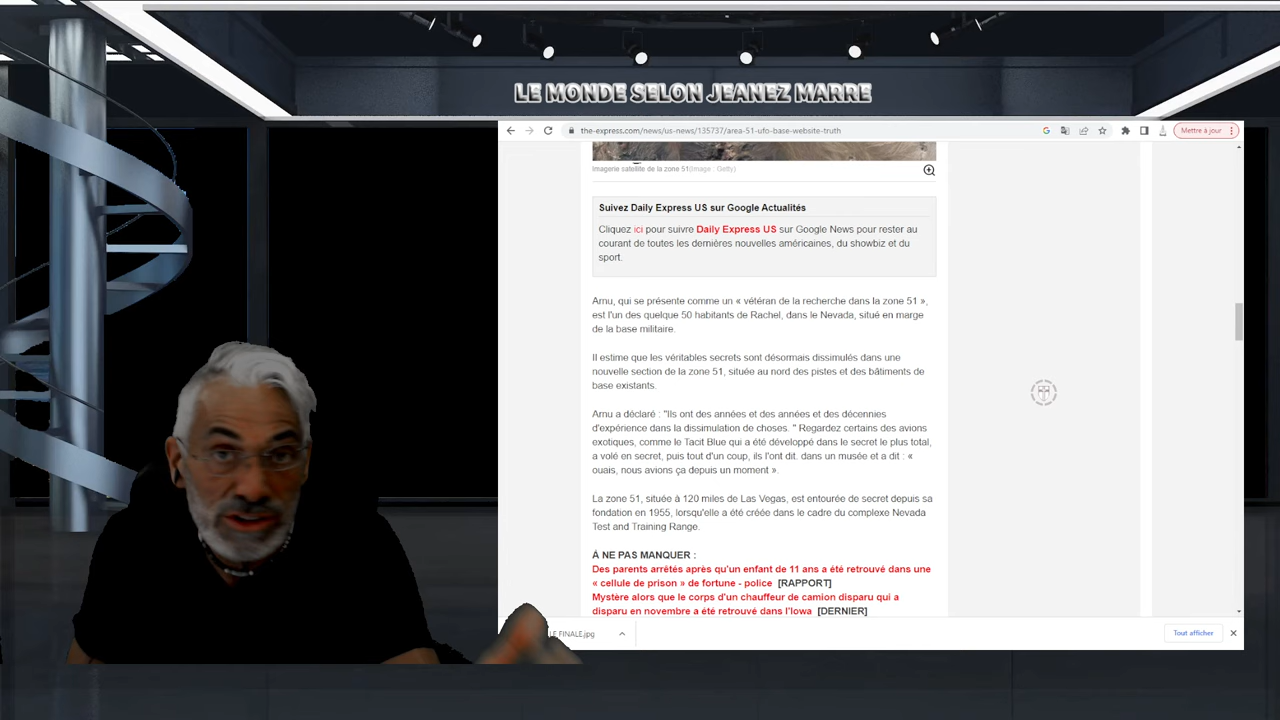 LE MONDE SELON JEANEZ MARRE
the-express.com/news/us-news/135737/area-51-ufo-base-website-truth
Mettre à jour
Imagerie satellite de la zone 51(Image : Getty)
Suivez Daily Express US sur Google Actualités
Cliquez ici pour suivre Daily Express US sur Google News pour rester au
courant de toutes les dernières nouvelles américaines, du showbiz et du
sport.
Arnu, qui se présente comme un « vétéran de la recherche dans la zone 51 »,
est l'un des quelque 50 habitants de Rachel, dans le Nevada, situé en marge
de la base militaire.
Il estime que les véritables secrets sont désormais dissimulés dans une
nouvelle section de la zone 51, située au nord des pistes et des bâtiments de
base existants.
Arnu a déclaré : "Ils ont des années et des années et des décennies
d'expérience dans la dissimulation de choses. " Regardez certains des avions
exotiques, comme le Tacit Blue qui a été développé dans le secret le plus total,
a volé en secret, puis tout d'un coup, ils l'ont dit. dans un musée et a dit : «
ouais, nous avions ça depuis un moment ».
La zone 51, située à 120 miles de Las Vegas, est entourée de secret depuis sa
fondation en 1955, lorsqu'elle a été créée dans le cadre du complexe Nevada
Test and Training Range.
À NE PAS MANQUER :
Des parents arrêtés après qu'un enfant de 11 ans a été retrouvé dans une
« cellule de prison » de fortune - police [RAPPORT]
Mystère alors que le corps d'un chauffeur de camion disparu qui a
disparu en novembre a été retrouvé dans l'Iowa [DERNIER]
LE FINALE.jpg
Tout afficher